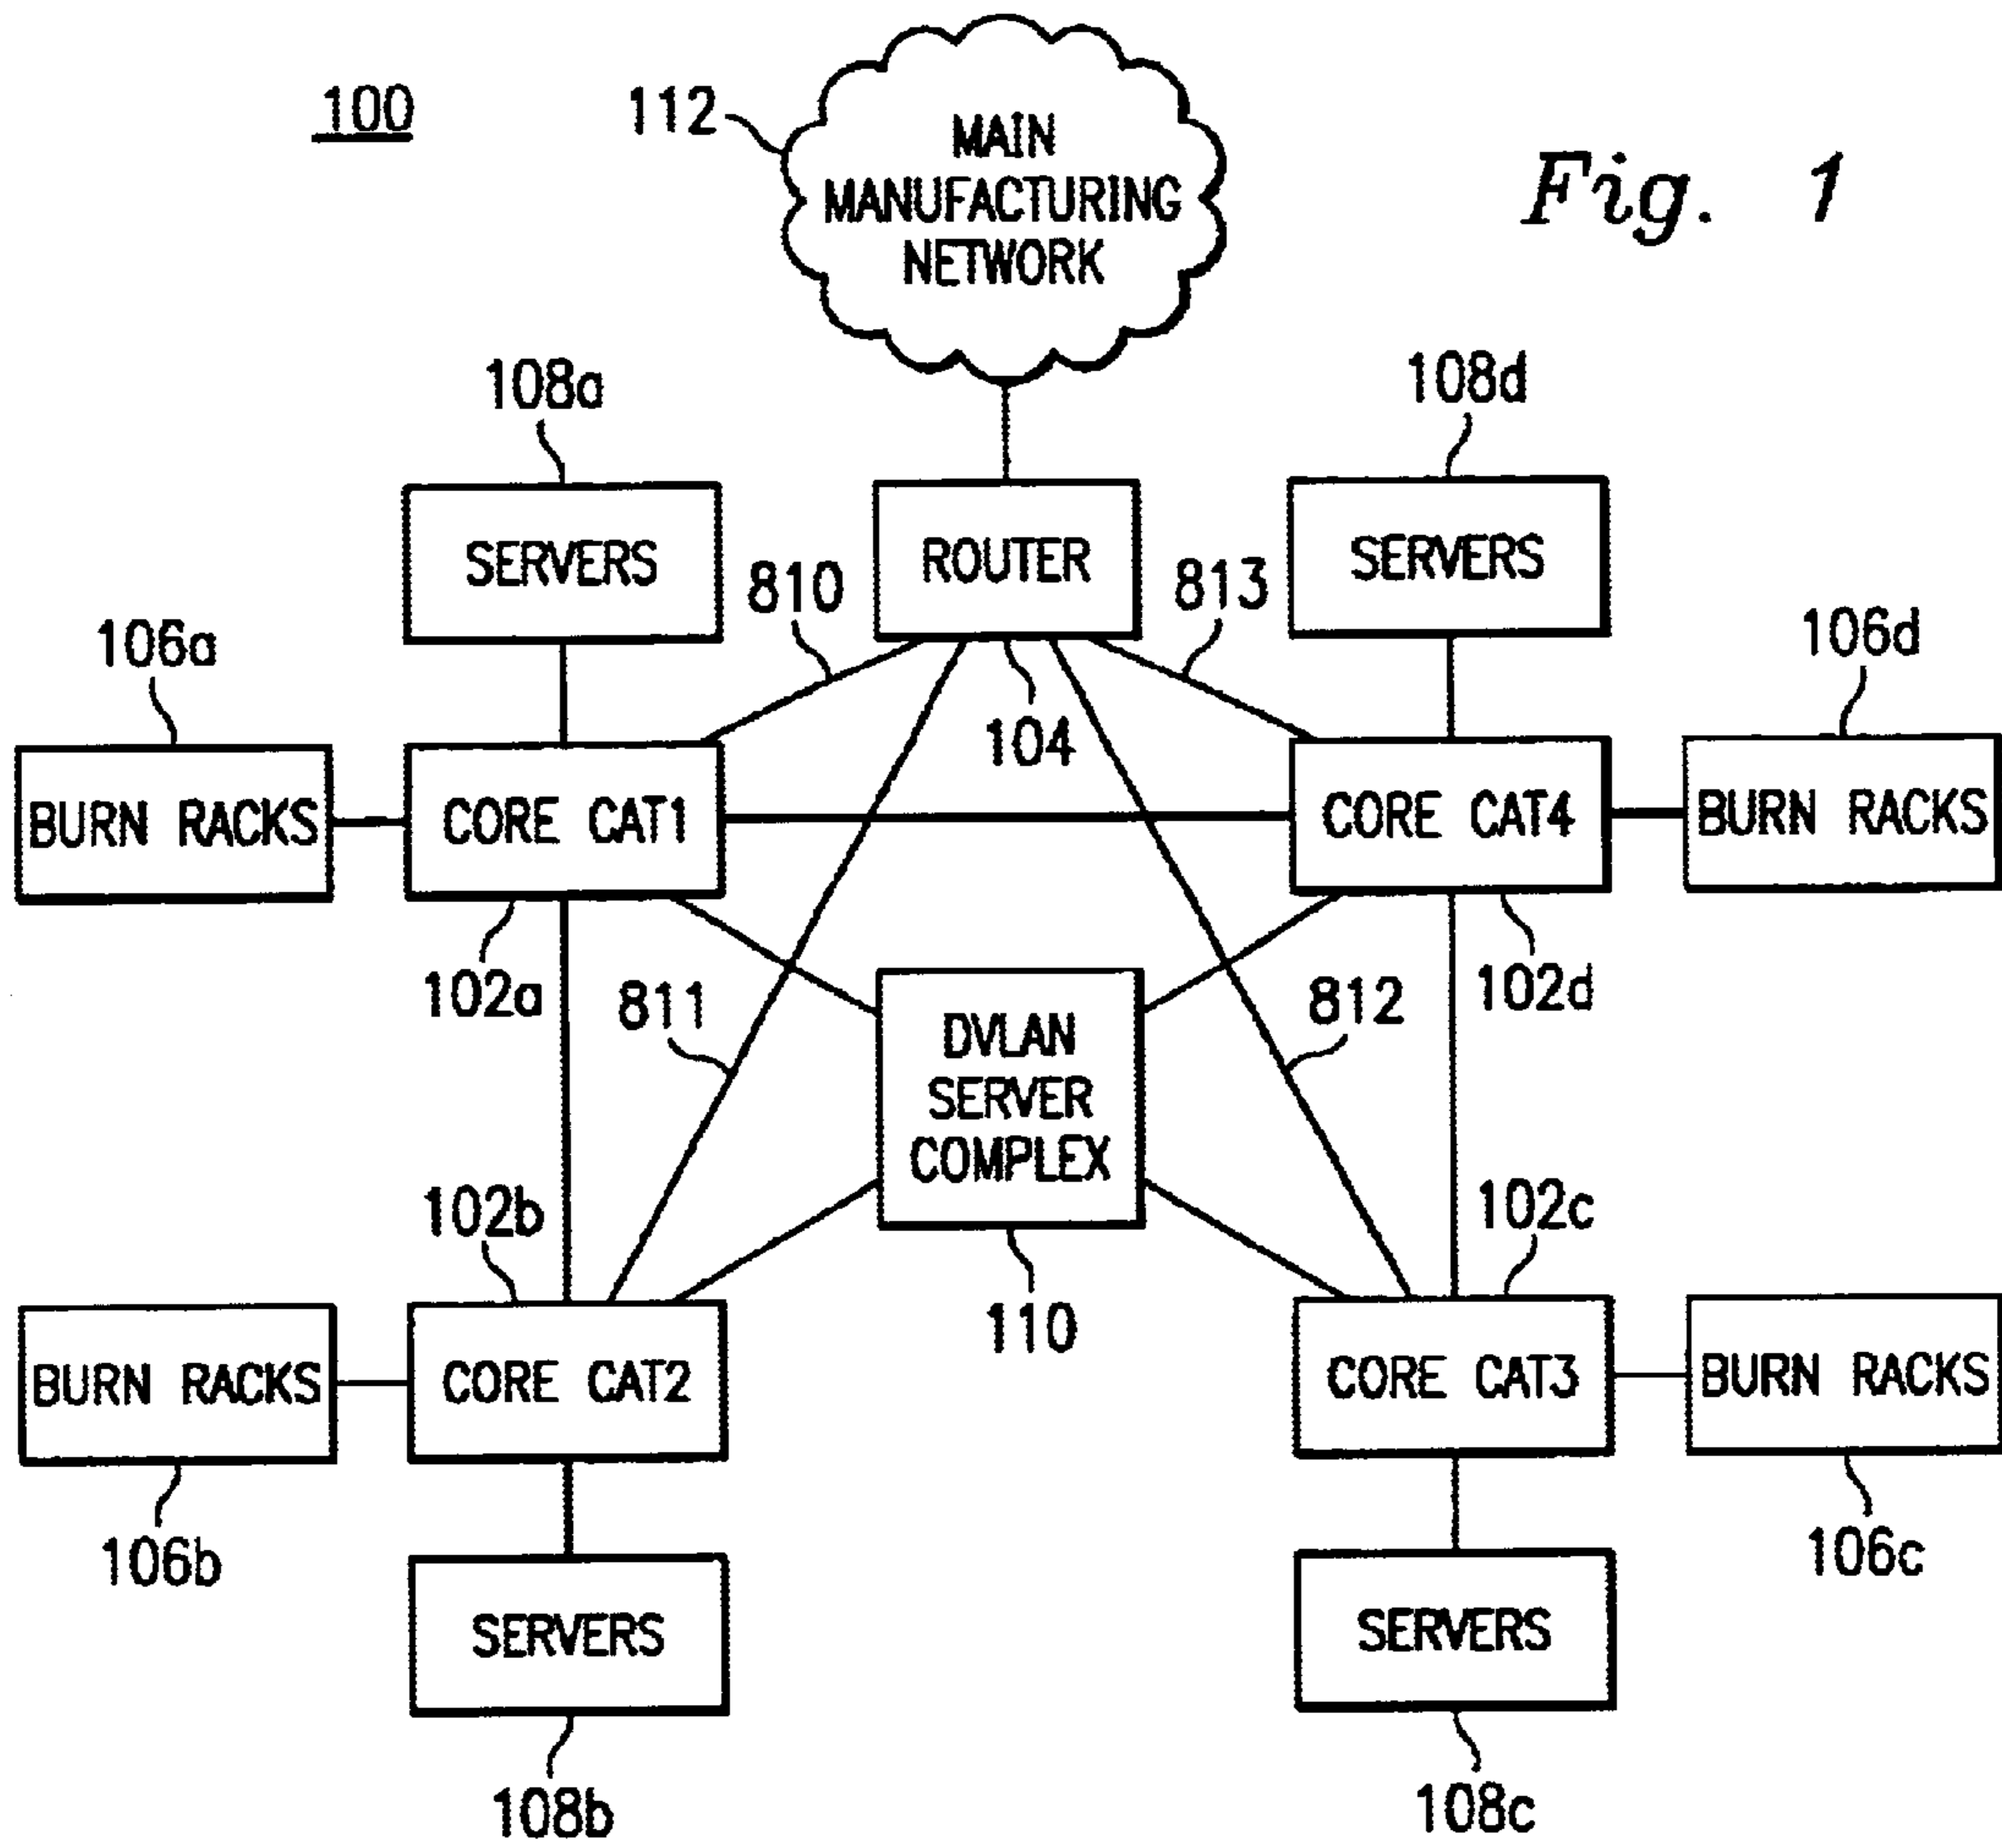 100
112
MAIN
MANUFACTURING
NETWORK
Fig. 1
108a
108d
SERVERS
ROUTER
SERVERS
810
813
106a
106d
104
BURN RACKS
CORE CAT1
CORE CAT4
BURN RACKS
102a
811
812
102d
DVLAN
SERVER
COMPLEX
102b
102c
110
BURN RACKS
CORE CAT2
CORE CAT3
BURN RACKS
106b
106c
SERVERS
SERVERS
108b
108c